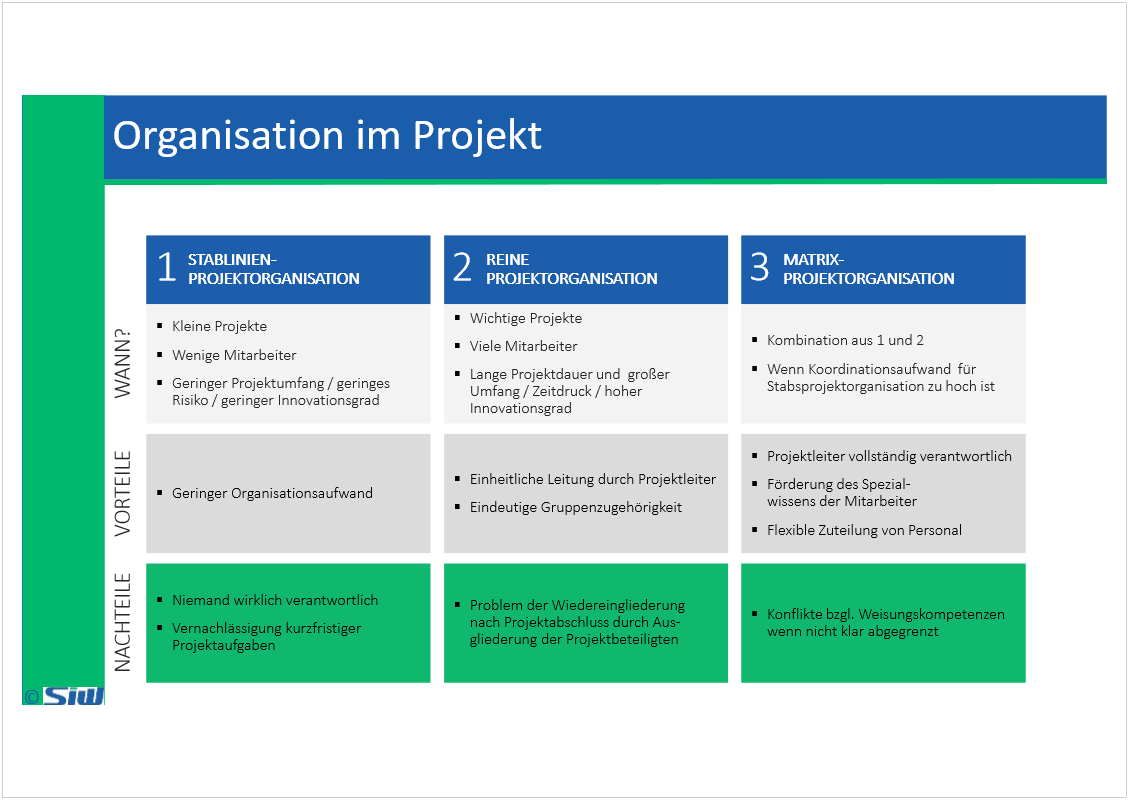 Organisation im Projekt
1 STABLINIEN-
PROJEKTORGANISATION
2 REINE
PROJEKTORGANISATION
3 MATRIX-
PROJEKTORGANISATION
WANN?
▪ Kleine Projekte
▪ Wenige Mitarbeiter
▪ Geringer Projektumfang / geringes
Risiko / geringer Innovationsgrad
▪ Wichtige Projekte
▪ Viele Mitarbeiter
▪ Lange Projektdauer und großer
Umfang / Zeitdruck / hoher
Innovationsgrad
▪ Kombination aus 1 und 2
▪ Wenn Koordinationsaufwand für
Stabsprojektorganisation zu hoch ist
VORTEILE
▪ Geringer Organisationsaufwand
▪ Einheitliche Leitung durch Projektleiter
▪ Eindeutige Gruppenzugehörigkeit
▪ Projektleiter vollständig verantwortlich
▪ Förderung des Spezial-
wissens der Mitarbeiter
▪ Flexible Zuteilung von Personal
NACHTEILE
▪ Niemand wirklich verantwortlich
▪ Vernachlässigung kurzfristiger
Projektaufgaben
▪ Problem der Wiedereingliederung
nach Projektabschluss durch Aus-
gliederung der Projektbeteiligten
▪ Konflikte bzgl. Weisungskompetenzen
wenn nicht klar abgegrenzt
© SiW